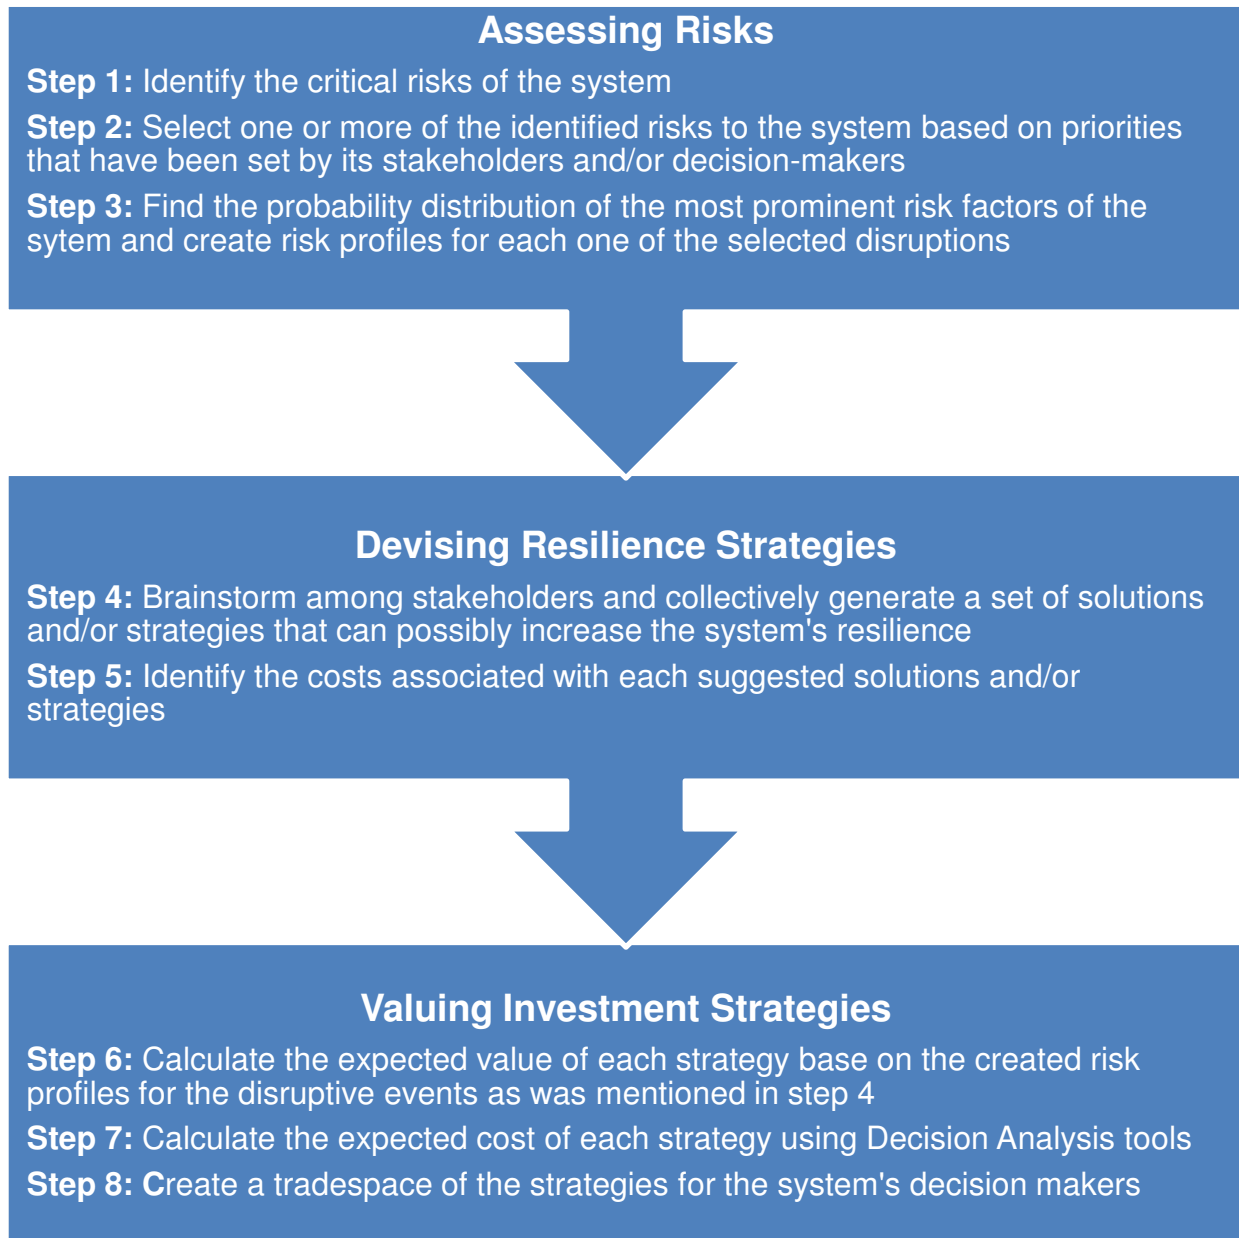 Assessing Risks
Step 1: Identify the critical risks of the system
Step 2: Select one or more of the identified risks to the system based on priorities
that have been set by its stakeholders and/or decision-makers
Step 3: Find the probability distribution of the most prominent risk factors of the
sytem and create risk profiles for each one of the selected disruptions
Devising Resilience Strategies
Step 4: Brainstorm among stakeholders and collectively generate a set of solutions
and/or strategies that can possibly increase the system's resilience
Step 5: Identify the costs associated with each suggested solutions and/or
strategies
Valuing Investment Strategies
Step 6: Calculate the expected value of each strategy base on the created risk
profiles for the disruptive events as was mentioned in step 4
Step 7: Calculate the expected cost of each strategy using Decision Analysis tools
Step 8: Create a tradespace of the strategies for the system's decision makers